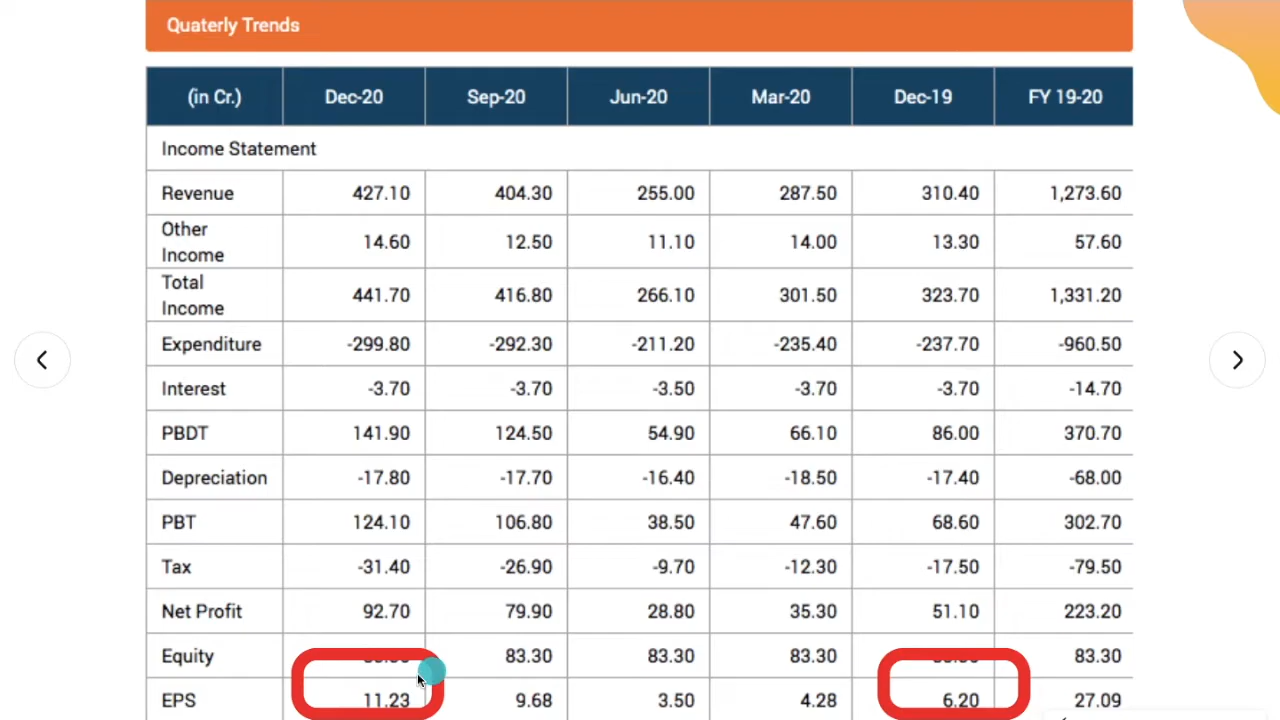 Quaterly Trends
(in Cr.) Dec-20 Sep-20 Jun-20 Mar-20 Dec-19 FY 19-20
Income Statement
Revenue 427.10 404.30 255.00 287.50 310.40 1,273.60
Other Income 14.60 12.50 11.10 14.00 13.30 57.60
Total Income 441.70 416.80 266.10 301.50 323.70 1,331.20
Expenditure -299.80 -292.30 -211.20 -235.40 -237.70 -960.50
Interest -3.70 -3.70 -3.50 -3.70 -3.70 -14.70
PBDT 141.90 124.50 54.90 66.10 86.00 370.70
Depreciation -17.80 -17.70 -16.40 -18.50 -17.40 -68.00
PBT 124.10 106.80 38.50 47.60 68.60 302.70
Tax -31.40 -26.90 -9.70 -12.30 -17.50 -79.50
Net Profit 92.70 79.90 28.80 35.30 51.10 223.20
Equity 83.30 83.30 83.30 83.30
EPS 11.23 9.68 3.50 4.28 6.20 27.09